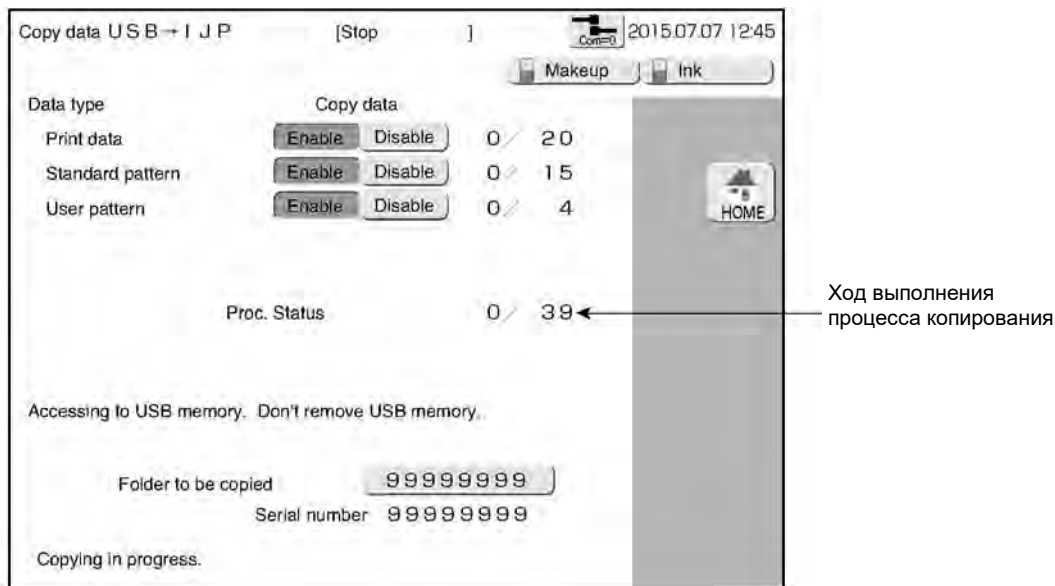 Copy data USB→IJP [Stop ] Com=0 2015.07.07 12:45
Makeup Ink
Data type Copy data
Print data Enable Disable 0/ 20
Standard pattern Enable Disable 0/ 15
User pattern Enable Disable 0/ 4
HOME
Proc. Status 0/ 39
Ход выполнения
процесса копирования
Accessing to USB memory. Don't remove USB memory.
Folder to be copied 99999999
Serial number 99999999
Copying in progress.